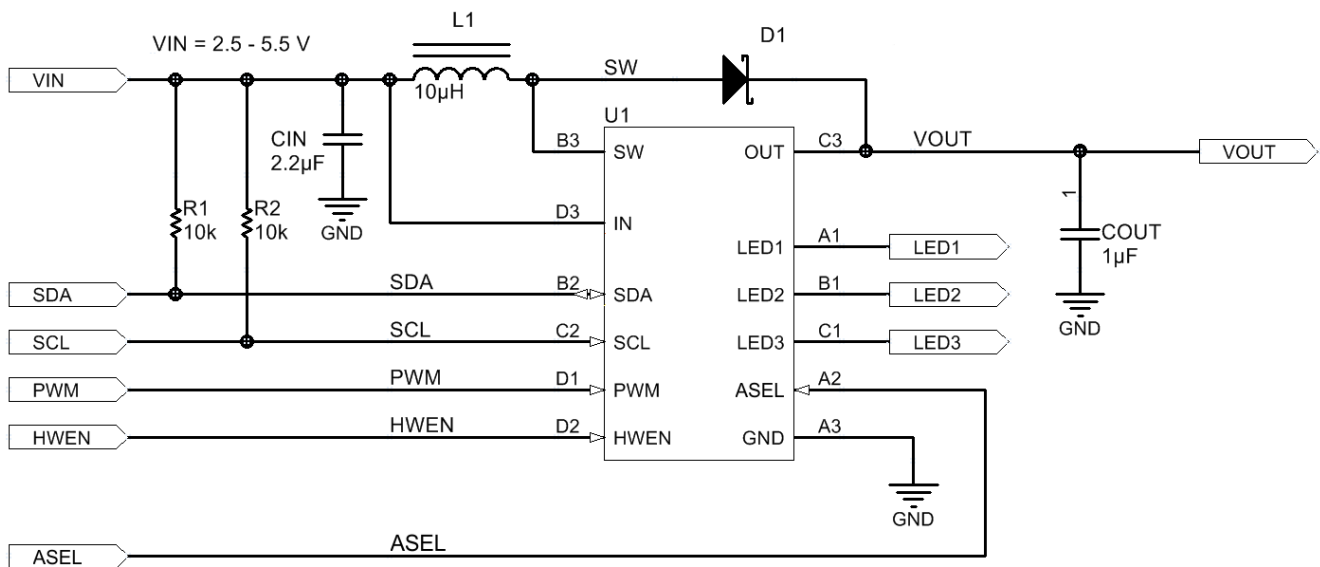 L1
VIN = 2.5 - 5.5 V
D1
VIN
SW
10µH
U1
CIN
2.2µF
B3
SW
OUT
C3
VOUT
VOUT
R1
10k
R2
10k
GND
D3
IN
1
COUT
1µF
GND
LED1
A1
LED1
SDA
SDA
B2
SDA
LED2
B1
LED2
SCL
SCL
C2
SCL
LED3
C1
LED3
PWM
PWM
D1
PWM
ASEL
A2
HWEN
HWEN
D2
HWEN
GND
A3
GND
ASEL
ASEL